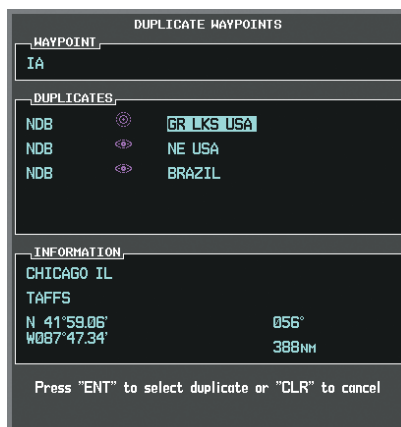 DUPLICATE WAYPOINTS
WAYPOINT
IA
DUPLICATES
NDB GR LKS USA
NDB NE USA
NDB BRAZIL
INFORMATION
CHICAGO IL
TAFFS
N 41°59.06' 056°
W087°47.34'
388NM
Press "ENT" to select duplicate or "CLR" to cancel